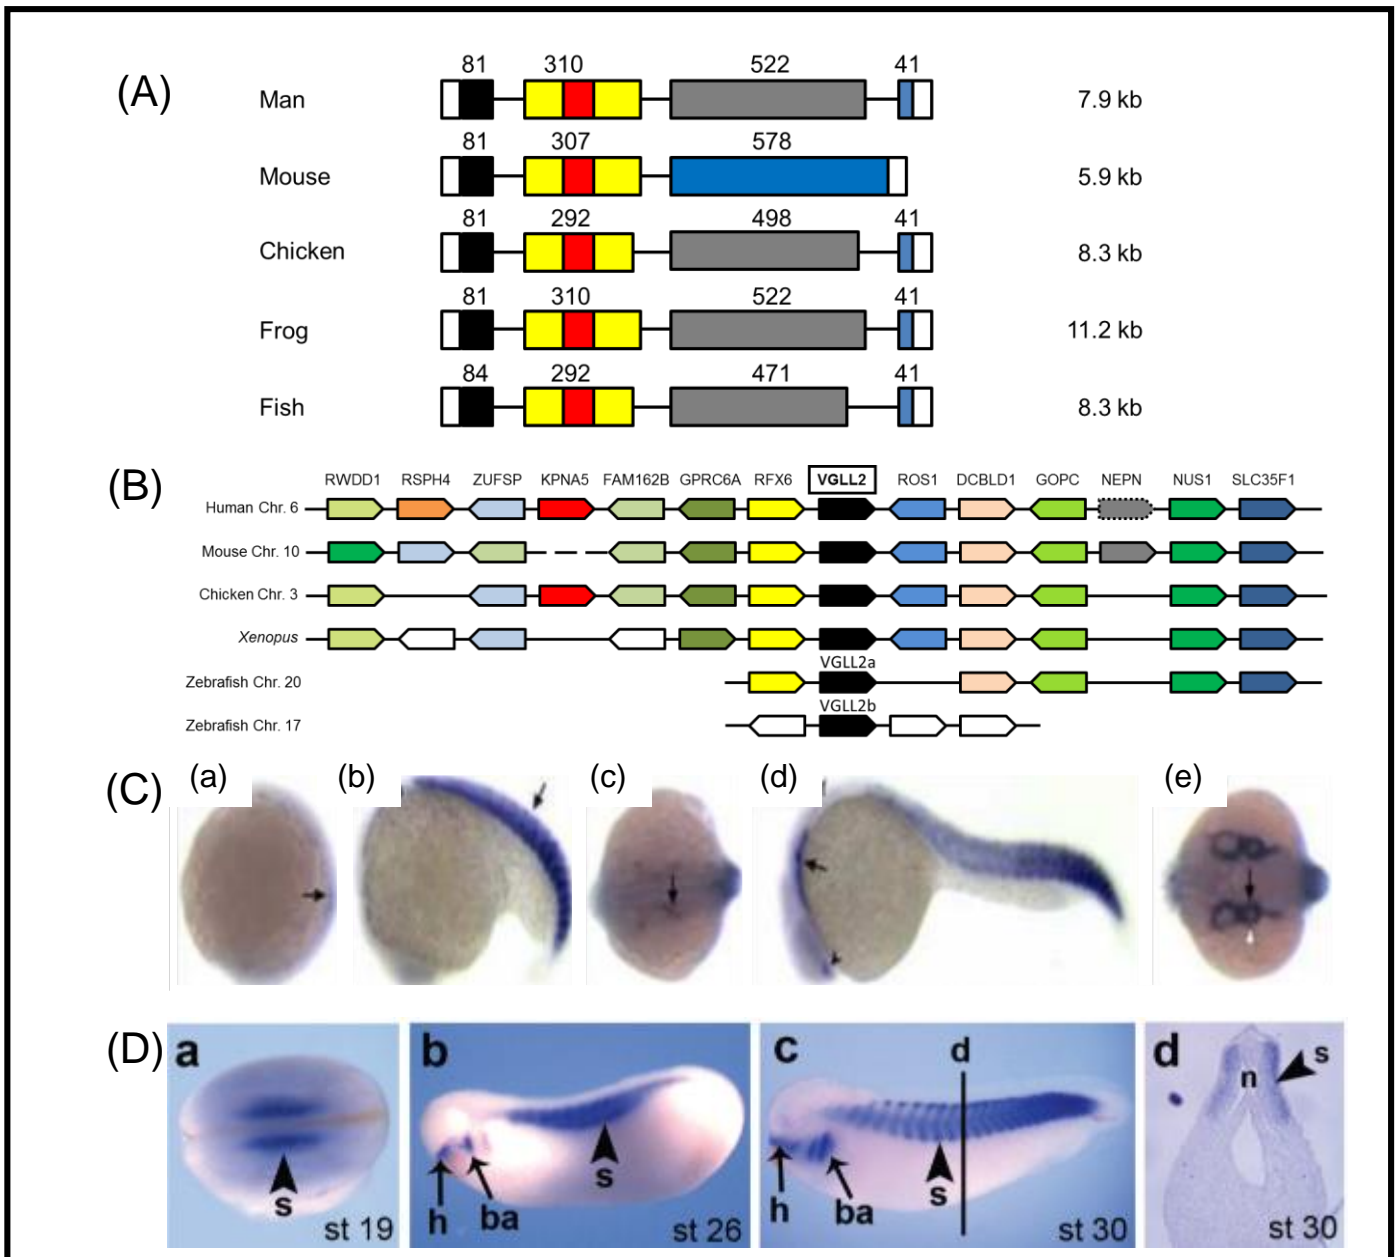 (A)
81 310 522 41
Man 7.9 kb
81 307 578
Mouse 5.9 kb
81 292 498 41
Chicken 8.3 kb
81 310 522 41
Frog 11.2 kb
84 292 471 41
Fish 8.3 kb
(B)
RWDD1 RSPH4 ZUFSP KPNA5 FAM162B GPRC6A RFX6 VGLL2 ROS1 DCBLD1 GOPC NEPN NUS1 SLC35F1
Human Chr. 6
Mouse Chr. 10
Chicken Chr. 3
Xenopus
VGLL2a
Zebrafish Chr. 20
VGLL2b
Zebrafish Chr. 17
(C) (a) (b) (c) (d) (e)
(D) a b c d d
s n
s s s
h ba h ba
st 19 st 26 st 30 st 30